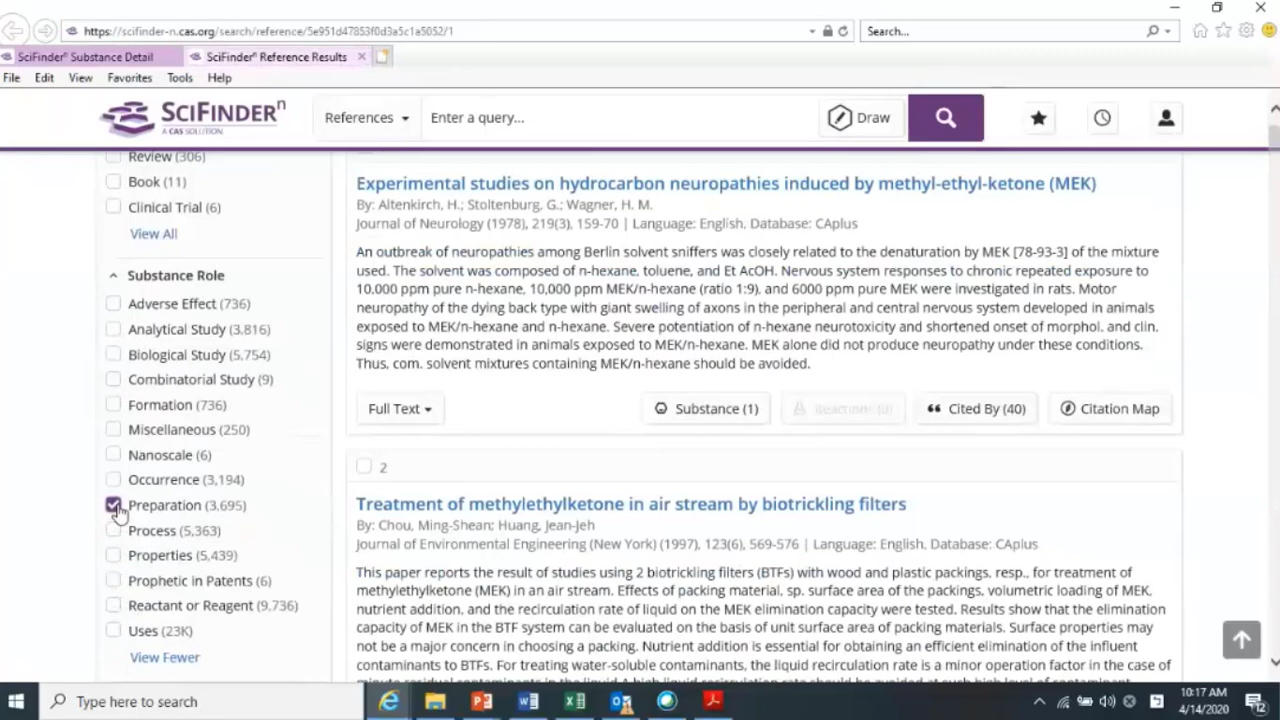 https://scifinder-n.cas.org/search/reference/5e951d47853f0d3a5c1a5052/1
Search...
SciFinder® Substance Detail
SciFinder® Reference Results
File Edit View Favorites Tools Help
SCIFINDERⁿ
A CAS SOLUTION
References
Enter a query...
Draw
Review (306)
Book (11)
Clinical Trial (6)
View All
Substance Role
Adverse Effect (736)
Analytical Study (3,816)
Biological Study (5,754)
Combinatorial Study (9)
Formation (736)
Miscellaneous (250)
Nanoscale (6)
Occurrence (3,194)
Preparation (3,695)
Process (5,363)
Properties (5,439)
Prophetic in Patents (6)
Reactant or Reagent (9,736)
Uses (23K)
View Fewer
Experimental studies on hydrocarbon neuropathies induced by methyl-ethyl-ketone (MEK)
By: Altenkirch, H.; Stoltenburg, G.; Wagner, H. M.
Journal of Neurology (1978), 219(3), 159-70 | Language: English, Database: CAplus
An outbreak of neuropathies among Berlin solvent sniffers was closely related to the denaturation by MEK [78-93-3] of the mixture
used. The solvent was composed of n-hexane, toluene, and Et AcOH. Nervous system responses to chronic repeated exposure to
10,000 ppm pure n-hexane, 10,000 ppm MEK/n-hexane (ratio 1:9), and 6000 ppm pure MEK were investigated in rats. Motor
neuropathy of the dying back type with giant swelling of axons in the peripheral and central nervous system developed in animals
exposed to MEK/n-hexane and n-hexane. Severe potentiation of n-hexane neurotoxicity and shortened onset of morphol. and clin.
signs were demonstrated in animals exposed to MEK/n-hexane. MEK alone did not produce neuropathy under these conditions.
Thus, com. solvent mixtures containing MEK/n-hexane should be avoided.
Full Text
Substance (1)
Reactions (0)
Cited By (40)
Citation Map
2
Treatment of methylethylketone in air stream by biotrickling filters
By: Chou, Ming-Shean; Huang, Jean-Jeh
Journal of Environmental Engineering (New York) (1997), 123(6), 569-576 | Language: English, Database: CAplus
This paper reports the result of studies using 2 biotrickling filters (BTFs) with wood and plastic packings, resp., for treatment of
methylethylketone (MEK) in an air stream. Effects of packing material, sp. surface area of the packings, volumetric loading of MEK,
nutrient addition, and the recirculation rate of liquid on the MEK elimination capacity were tested. Results show that the elimination
capacity of MEK in the BTF system can be evaluated on the basis of unit surface area of packing materials. Surface properties may
not be a major concern in choosing a packing. Nutrient addition is essential for obtaining an efficient elimination of the influent
contaminants to BTFs. For treating water-soluble contaminants, the liquid recirculation rate is a minor operation factor in the case of
Type here to search
10:17 AM
4/14/2020
12